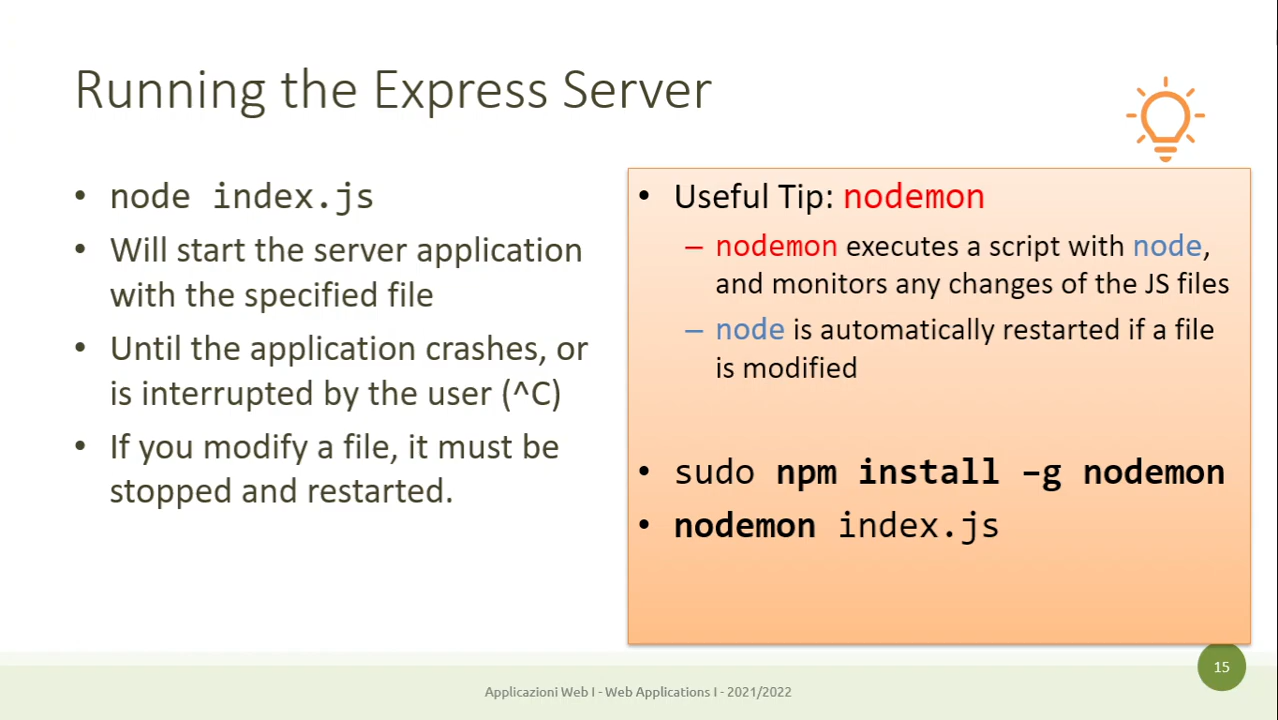 Running the Express Server
• node index.js
• Will start the server application
with the specified file
• Until the application crashes, or
is interrupted by the user (^C)
• If you modify a file, it must be
stopped and restarted.
• Useful Tip: nodemon
– nodemon executes a script with node,
and monitors any changes of the JS files
– node is automatically restarted if a file
is modified
• sudo npm install –g nodemon
• nodemon index.js
15
Applicazioni Web I - Web Applications I - 2021/2022